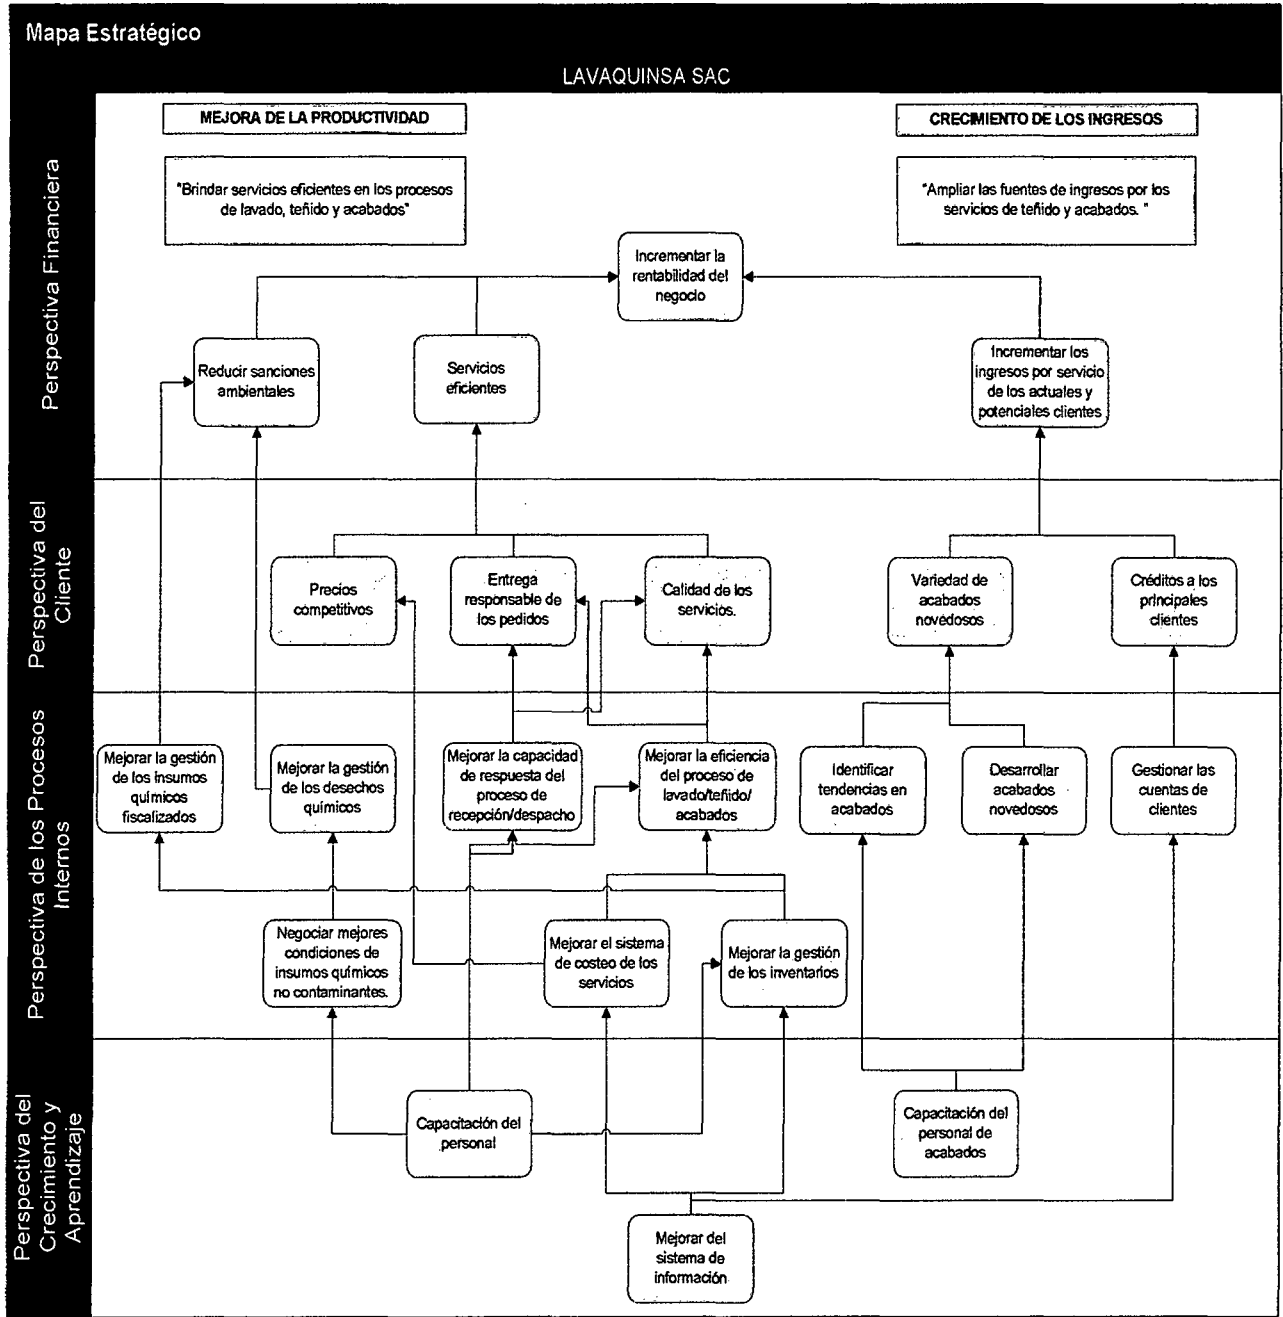 Mapa Estratégico
LAVAQUINSA SAC
Perspectiva Financiera
MEJORA DE LA PRODUCTIVIDAD
CRECIMIENTO DE LOS INGRESOS
"Brindar servicios eficientes en los procesos
de lavado, teñido y acabados"
"Ampliar las fuentes de ingresos por los
servicios de teñido y acabados. "
Incrementar la
rentabilidad del
negocio
Reducir sanciones
ambientales
Servicios
eficientes
Incrementar los
ingresos por servicio
de los actuales y
potenciales clientes
Perspectiva del
Cliente
Precios
competitivos
Entrega
responsable de
los pedidos
Calidad de los
servicios.
Variedad de
acabados
novedosos
Créditos a los
principales
clientes
Perspectiva de los Procesos
Internos
Mejorar la gestión
de los insumos
químicos
fiscalizados
Mejorar la gestión
de los desechos
químicos
Mejorar la capacidad
de respuesta del
proceso de
recepción/despacho
Mejorar la eficiencia
del proceso de
lavado/teñido/
acabados
Identificar
tendencias en
acabados
Desarrollar
acabados
novedosos
Gestionar las
cuentas de
clientes
Negociar mejores
condiciones de
insumos químicos
no contaminantes.
Mejorar el sistema
de costeo de los
servicios
Mejorar la gestión
de los inventarios
Perspectiva del
Crecimiento y
Aprendizaje
Capacitación del
personal
Capacitación del
personal de
acabados
Mejorar del
sistema de
información